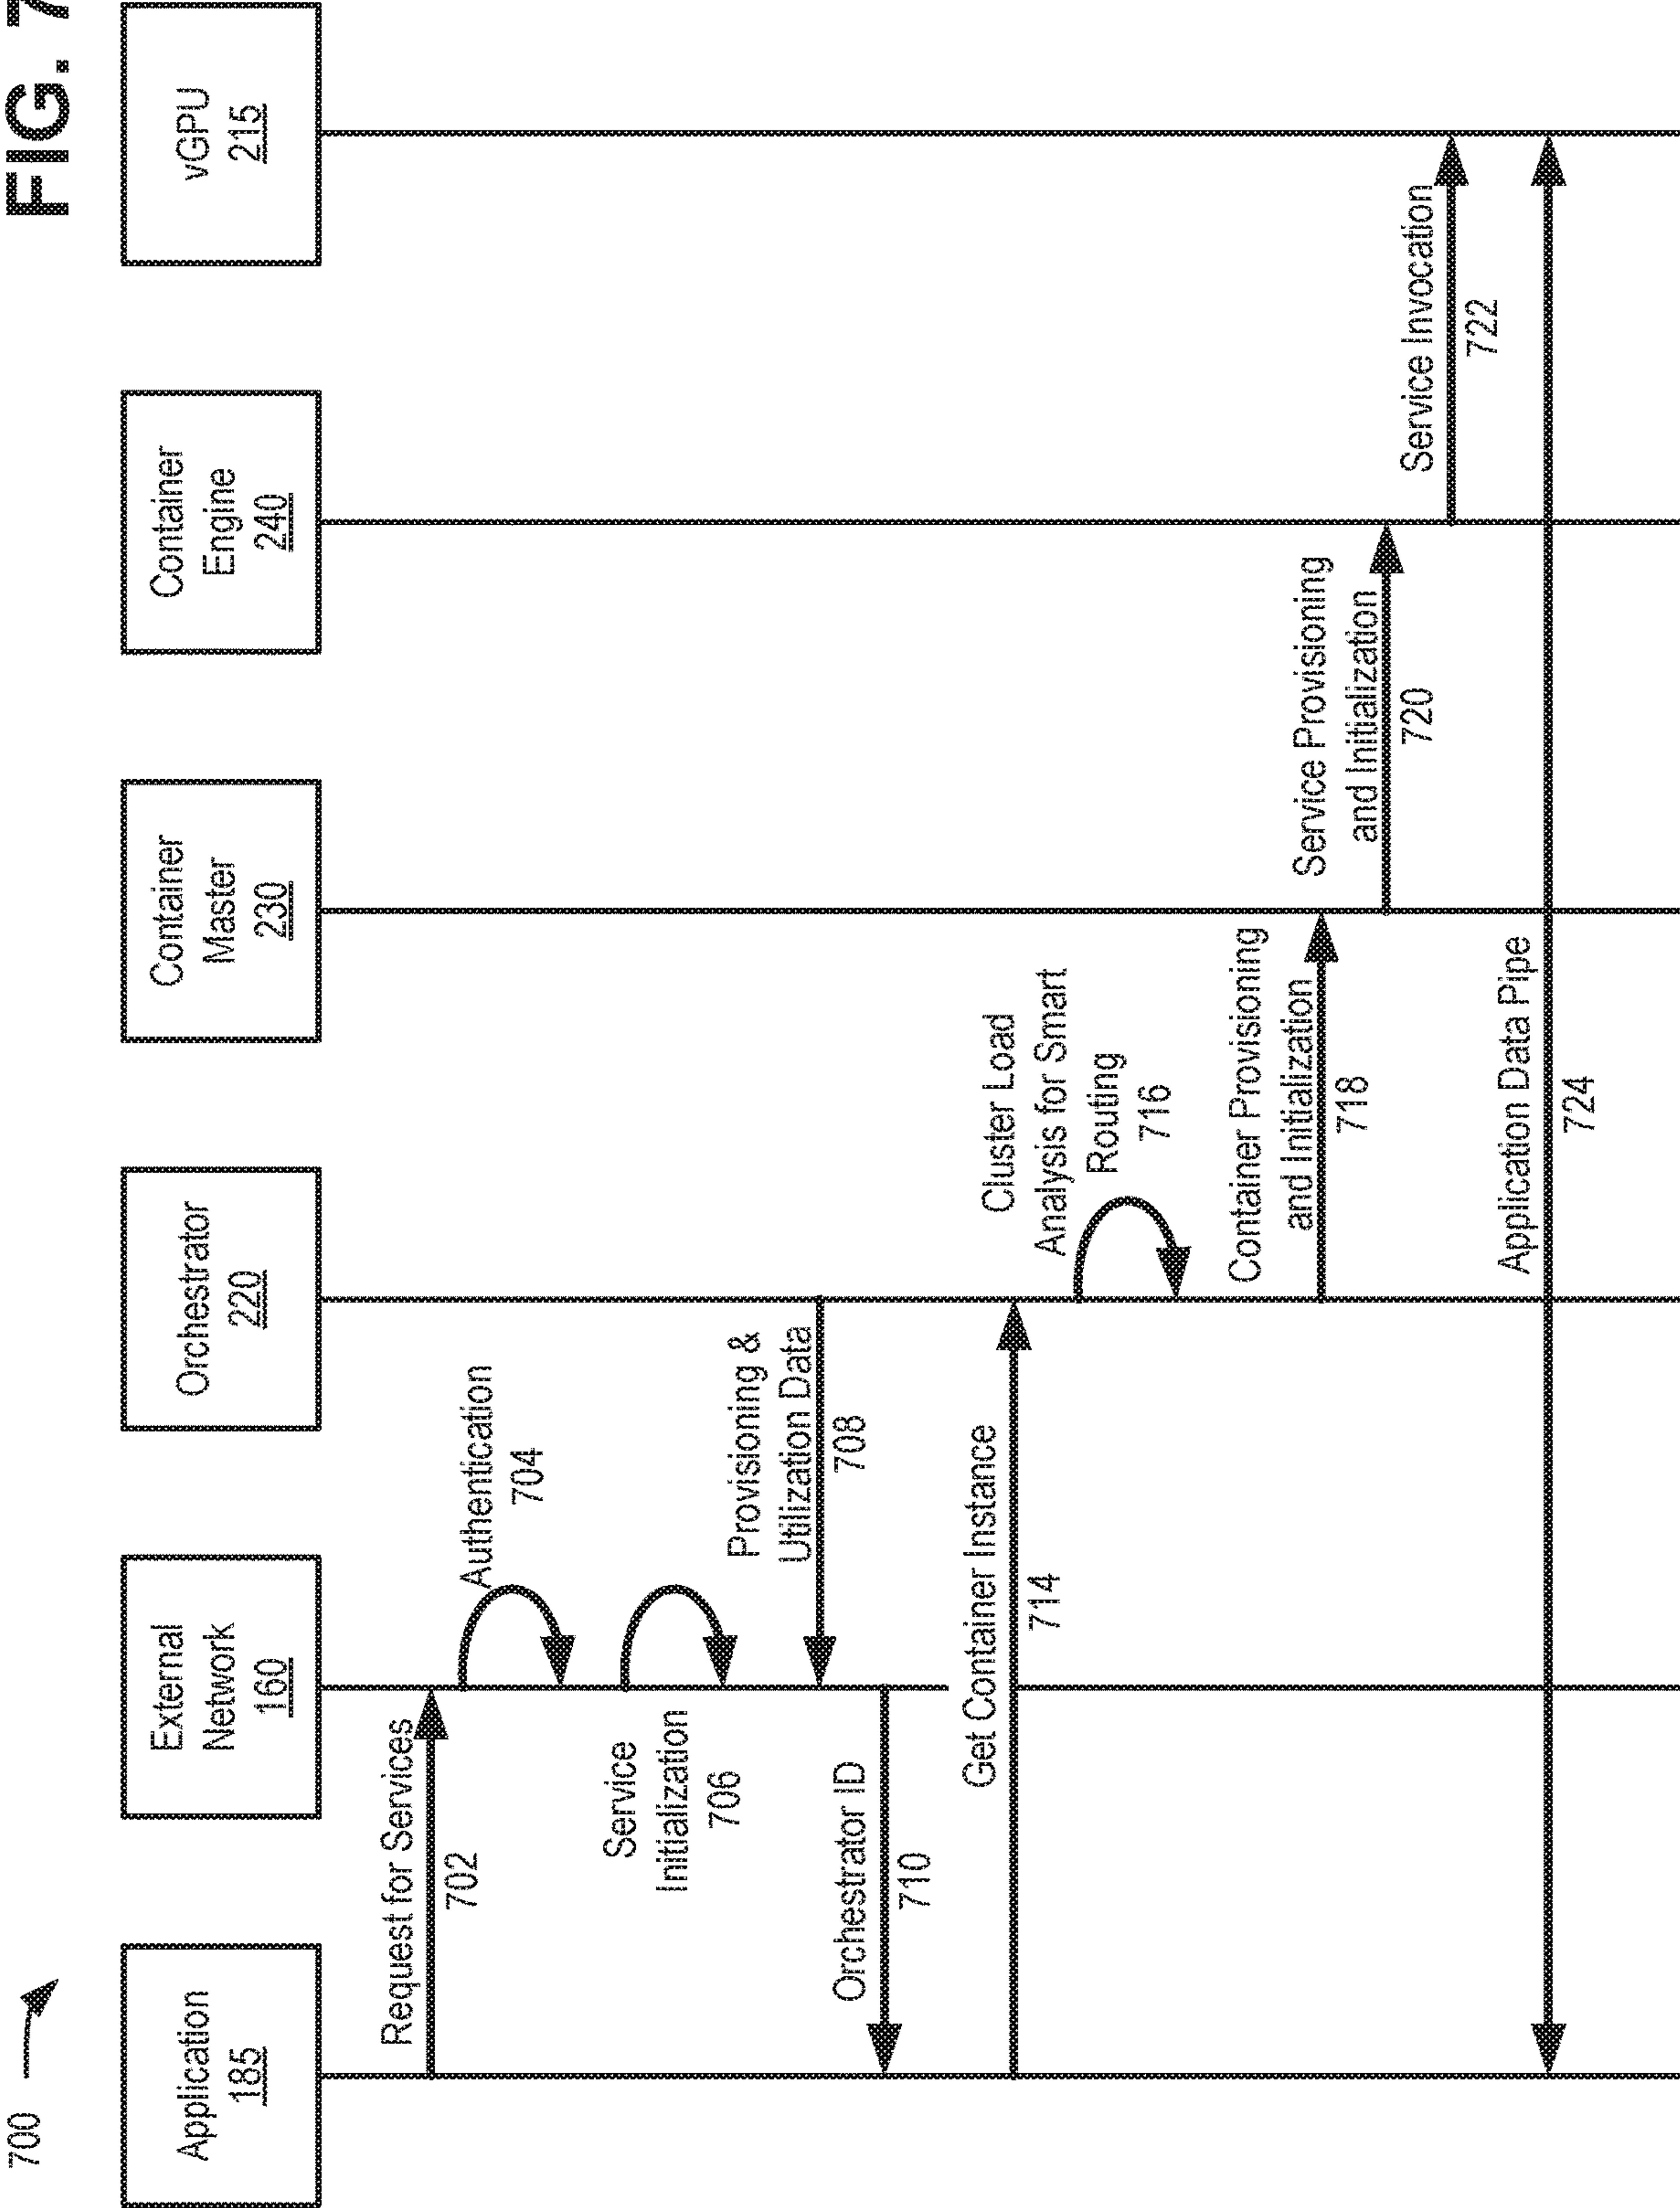 FIG. 7
700
Application
185
External
Network
160
Orchestrator
220
Container
Master
230
Container
Engine
240
vGPU
215
Request for Services
702
Authentication
704
Service
Initialization
706
Provisioning &
Utilization Data
708
Orchestrator ID
710
Get Container Instance
714
Cluster Load
Analysis for Smart
Routing
716
Container Provisioning
and Initialization
718
Service Provisioning
and Initialization
720
Service Invocation
722
Application Data Pipe
724